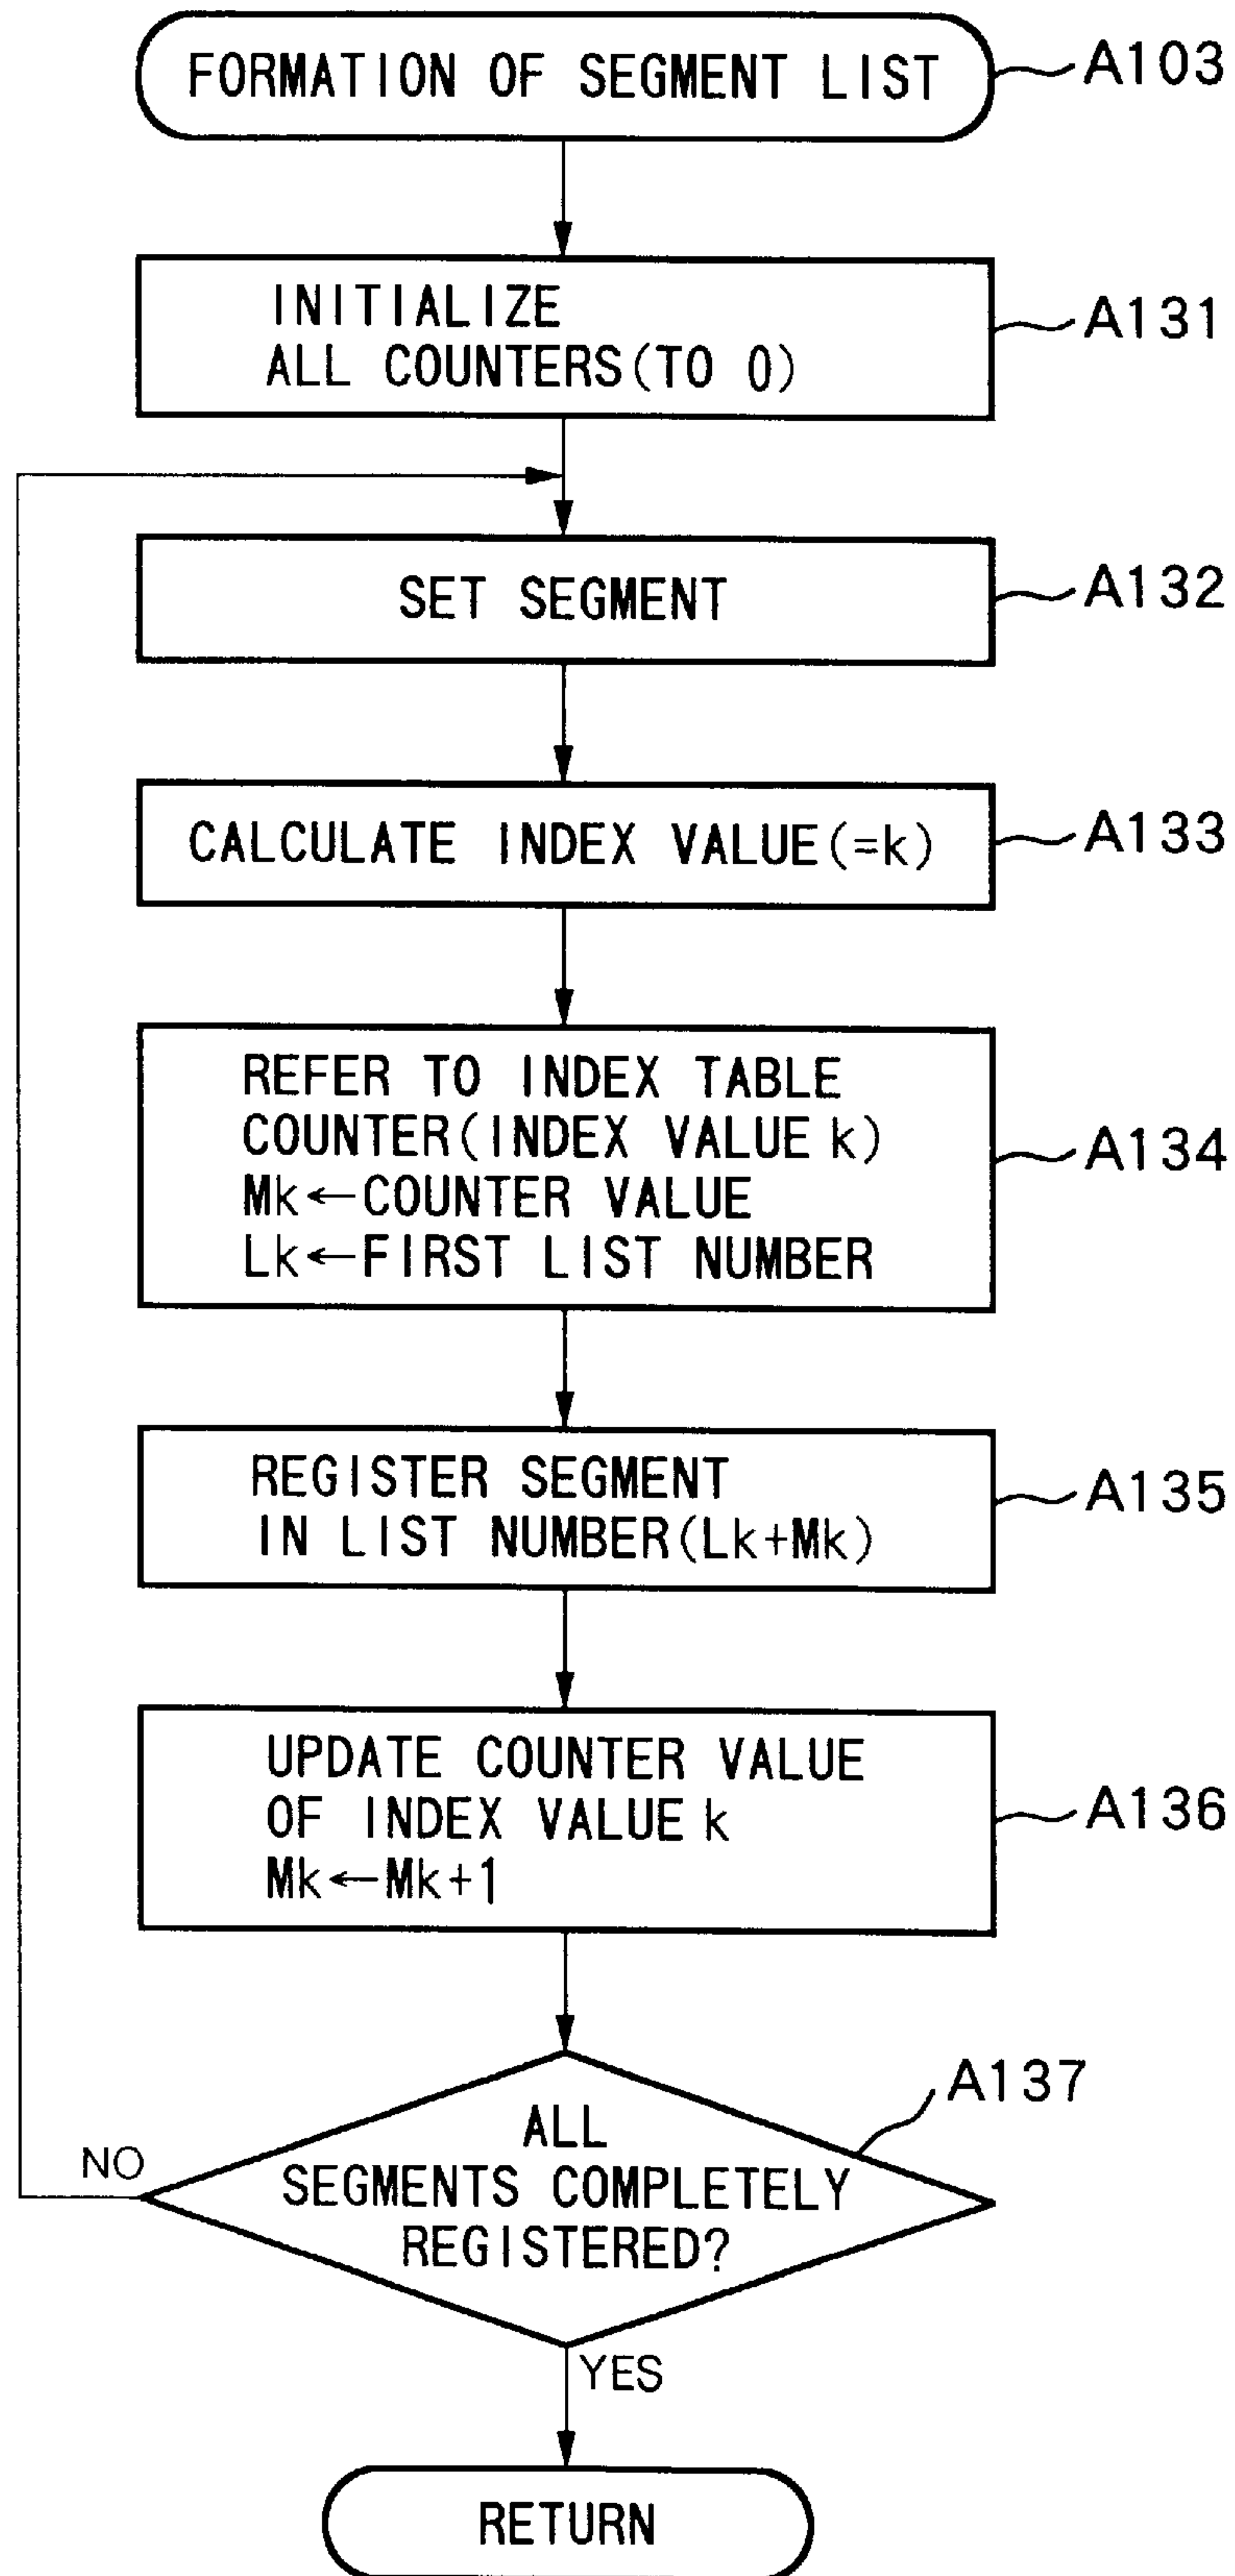 FORMATION OF SEGMENT LIST
A103
INITIALIZE
ALL COUNTERS(TO 0)
A131
SET SEGMENT
A132
CALCULATE INDEX VALUE(=k)
A133
REFER TO INDEX TABLE
COUNTER(INDEX VALUE k)
Mk←COUNTER VALUE
Lk←FIRST LIST NUMBER
A134
REGISTER SEGMENT
IN LIST NUMBER(Lk+Mk)
A135
UPDATE COUNTER VALUE
OF INDEX VALUE k
Mk←Mk+1
A136
A137
ALL
SEGMENTS COMPLETELY
REGISTERED?
NO
YES
RETURN